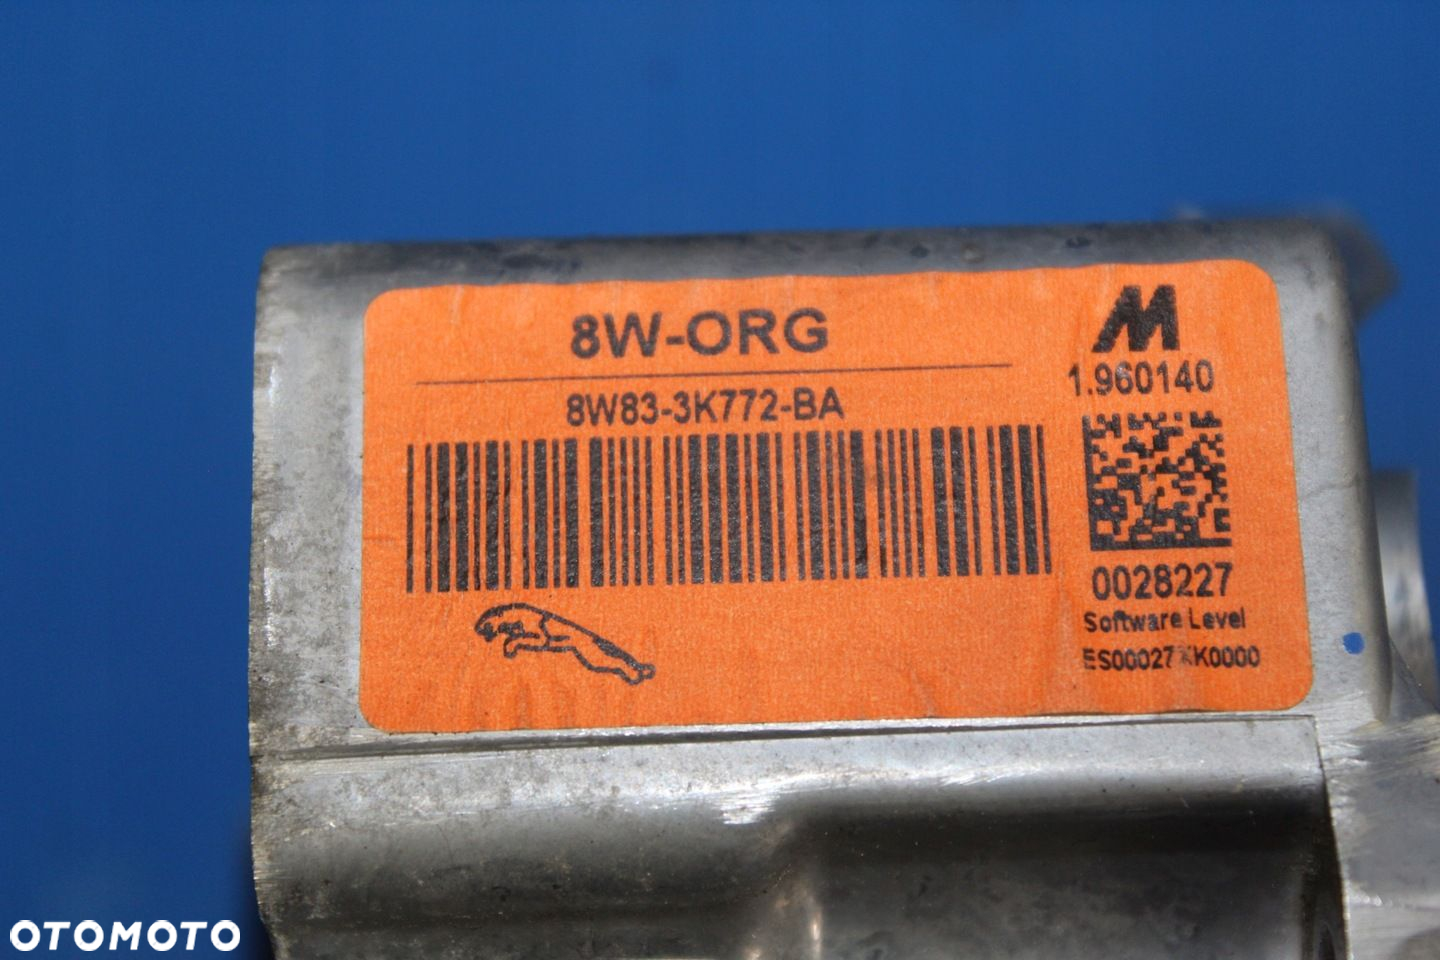 8W-ORG
8W83-3K772-BA
M
1.960140
0028227
Software Level
OTOMOTO